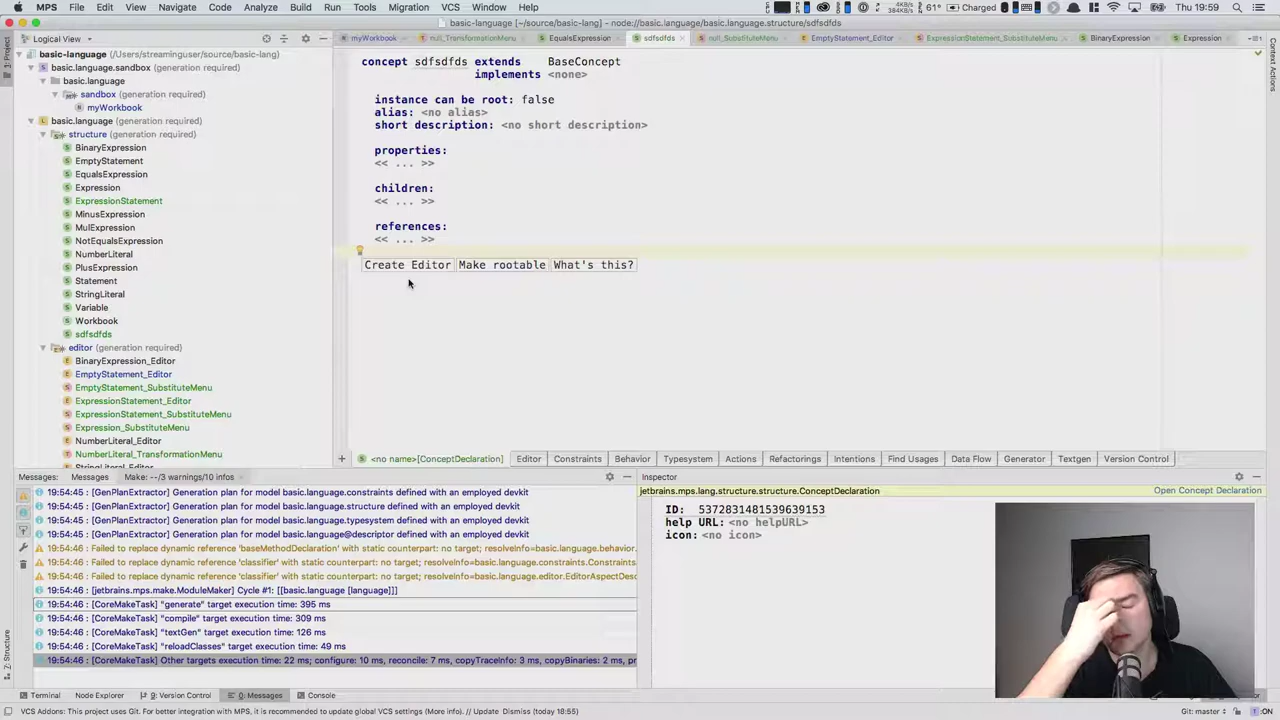 MPS File Edit View Navigate Code Analyze Build Run Tools Migration VCS Window Help 61° Charged Thu 19:59
basic-language [~/source/basic-lang] - node://basic.language/basic.language.structure/sdfsdfds
Logical View
myWorkbook null_TransformationMenu EqualsExpression sdfsdfds null_SubstituteMenu EmptyStatement_Editor ExpressionStatement_SubstituteMenu BinaryExpression Expression
1: Project
Context Actions
basic-language (/Users/streaminguser/source/basic-lang)
basic.language.sandbox (generation required)
basic.language
sandbox (generation required)
myWorkbook
basic.language (generation required)
structure (generation required)
BinaryExpression
EmptyStatement
EqualsExpression
Expression
ExpressionStatement
MinusExpression
MulExpression
NotEqualsExpression
NumberLiteral
PlusExpression
Statement
StringLiteral
Variable
Workbook
sdfsdfds
editor (generation required)
BinaryExpression_Editor
EmptyStatement_Editor
EmptyStatement_SubstituteMenu
ExpressionStatement_Editor
ExpressionStatement_SubstituteMenu
Expression_SubstituteMenu
NumberLiteral_Editor
NumberLiteral_TransformationMenu
StringLiteral_Editor
concept sdfsdfds extends BaseConcept
implements <none>
instance can be root: false
alias: <no alias>
short description: <no short description>
properties:
<< ... >>
children:
<< ... >>
references:
<< ... >>
Create Editor Make rootable What's this?
+ <no name>[ConceptDeclaration] Editor Constraints Behavior Typesystem Actions Refactorings Intentions Find Usages Data Flow Generator Textgen Version Control
Messages: Messages Make: --/3 warnings/10 infos
19:54:45 : [GenPlanExtractor] Generation plan for model basic.language.constraints defined with an employed devkit
19:54:45 : [GenPlanExtractor] Generation plan for model basic.language.structure defined with an employed devkit
19:54:45 : [GenPlanExtractor] Generation plan for model basic.language.typesystem defined with an employed devkit
19:54:45 : [GenPlanExtractor] Generation plan for model basic.language@descriptor defined with an employed devkit
19:54:46 : Failed to replace dynamic reference 'baseMethodDeclaration' with static counterpart: no target; resolveInfo=basic.language.behavior.
19:54:46 : Failed to replace dynamic reference 'classifier' with static counterpart: no target; resolveInfo=basic.language.constraints.Constraints
19:54:46 : Failed to replace dynamic reference 'classifier' with static counterpart: no target; resolveInfo=basic.language.editor.EditorAspectDesc
19:54:46 : [jetbrains.mps.make.ModuleMaker] Cycle #1: [[basic.language [language]]]
19:54:46 : [CoreMakeTask] "generate" target execution time: 395 ms
19:54:46 : [CoreMakeTask] "compile" target execution time: 309 ms
19:54:46 : [CoreMakeTask] "textGen" target execution time: 126 ms
19:54:46 : [CoreMakeTask] "reloadClasses" target execution time: 49 ms
19:54:46 : [CoreMakeTask] Other targets execution time: 22 ms; configure: 10 ms, reconcile: 7 ms, copyTraceInfo: 3 ms, copyBinaries: 2 ms, pr
Z: Structure
Inspector
jetbrains.mps.lang.structure.structure.ConceptDeclaration Open Concept Declaration
ID: 5372831481539639153
help URL: <no helpURL>
icon: <no icon>
Terminal Node Explorer 9: Version Control 0: Messages Console
VCS Addons: This project uses Git. For better integration with MPS, it is recommended to update global VCS settings (More info). // Update Dismiss (today 18:55) Git: master :ON